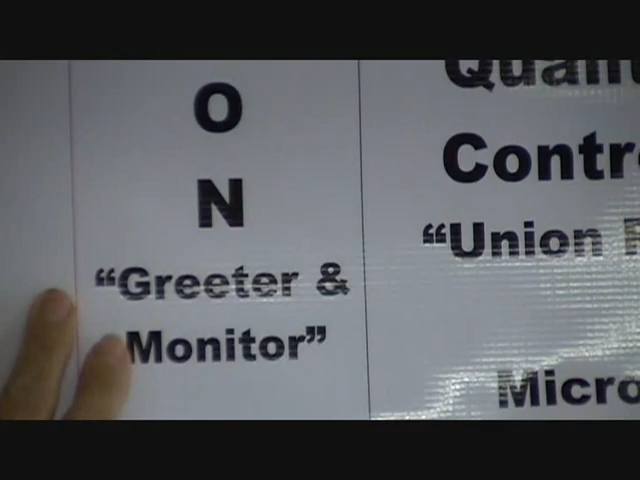 O
N
“Greeter &
Monitor”
Contr
“Union
Micro